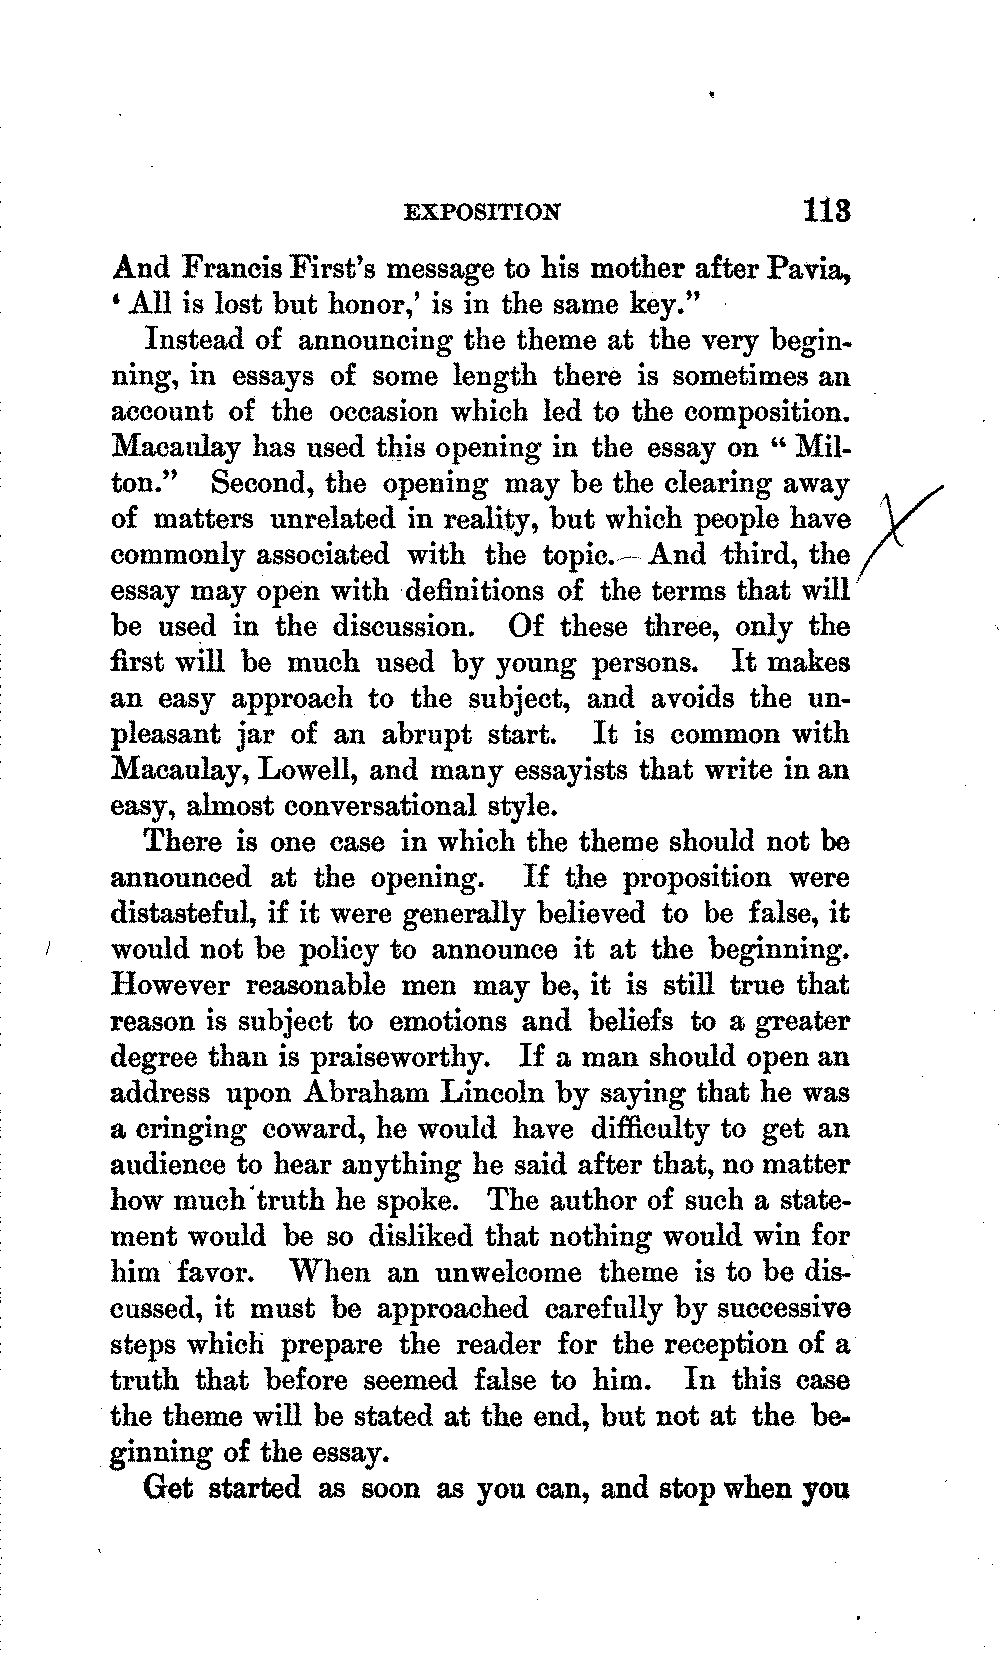 EXPOSITION 113
And Francis First's message to his mother after Pavia,
‘ All is lost but honor,’ is in the same key."
Instead of announcing the theme at the very begin-
ning, in essays of some length there is sometimes an
account of the occasion which led to the composition.
Macaulay has used this opening in the essay on " Mil-
ton." Second, the opening may be the clearing away
of matters unrelated in reality, but which people have
commonly associated with the topic. — And third, the
essay may open with definitions of the terms that will
be used in the discussion. Of these three, only the
first will be much used by young persons. It makes
an easy approach to the subject, and avoids the un-
pleasant jar of an abrupt start. It is common with
Macaulay, Lowell, and many essayists that write in an
easy, almost conversational style.
There is one case in which the theme should not be
announced at the opening. If the proposition were
distasteful, if it were generally believed to be false, it
would not be policy to announce it at the beginning.
However reasonable men may be, it is still true that
reason is subject to emotions and beliefs to a greater
degree than is praiseworthy. If a man should open an
address upon Abraham Lincoln by saying that he was
a cringing coward, he would have difficulty to get an
audience to hear anything he said after that, no matter
how much truth he spoke. The author of such a state-
ment would be so disliked that nothing would win for
him favor. When an unwelcome theme is to be dis-
cussed, it must be approached carefully by successive
steps which prepare the reader for the reception of a
truth that before seemed false to him. In this case
the theme will be stated at the end, but not at the be-
ginning of the essay.
Get started as soon as you can, and stop when you